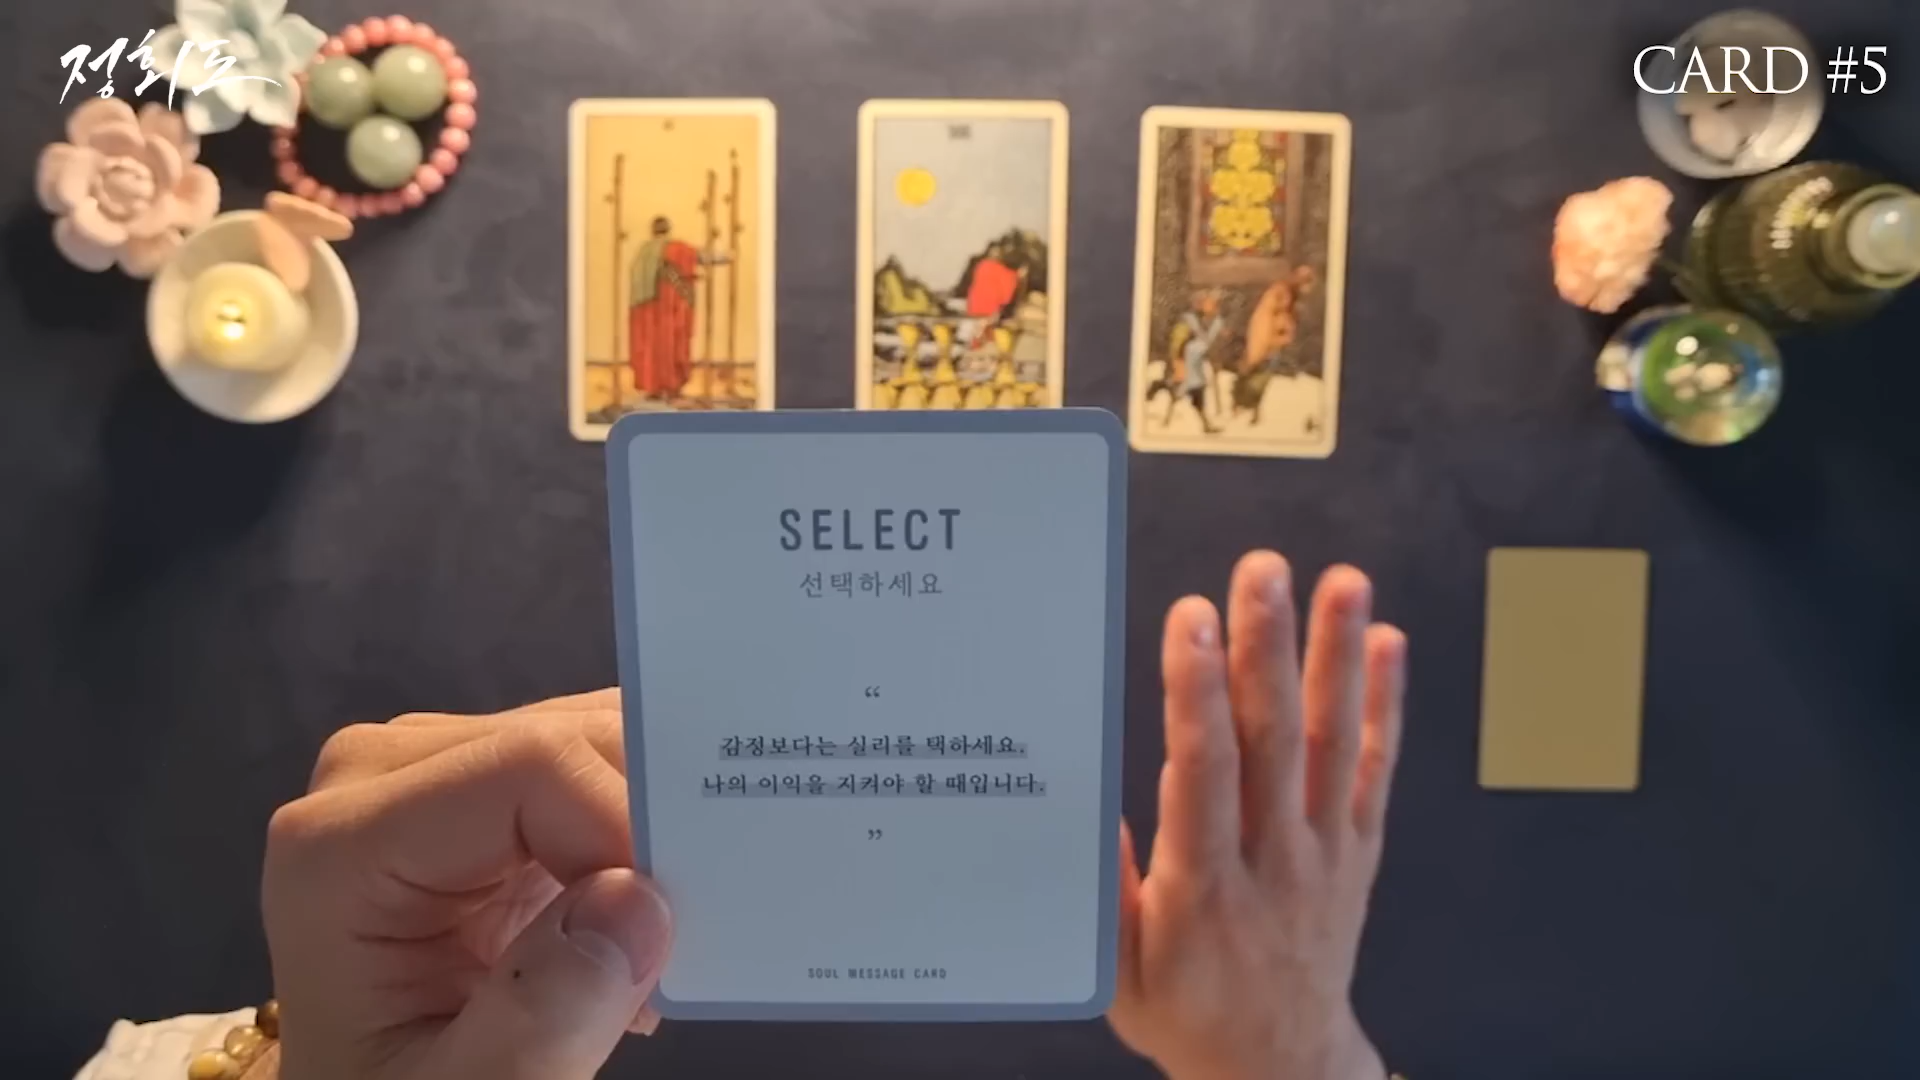 정회도
CARD #5
SELECT
선택하세요
“
감정보다는 실리를 택하세요.
나의 이익을 지켜야 할 때입니다.
”
SOUL MESSAGE CARD